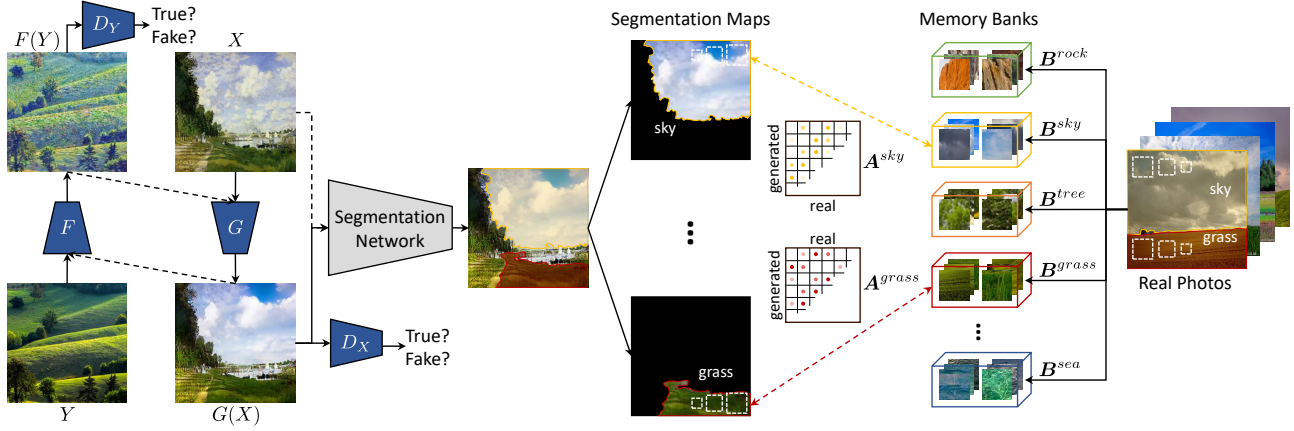 D_Y
True?
Fake?
F(Y)
X
F
G
Y
G(X)
D_X
True?
Fake?
Segmentation
Network
Segmentation Maps
sky
grass
generated
real
A^{sky}
real
generated
A^{grass}
Memory Banks
B^{rock}
B^{sky}
B^{tree}
B^{grass}
B^{sea}
sky
grass
Real Photos